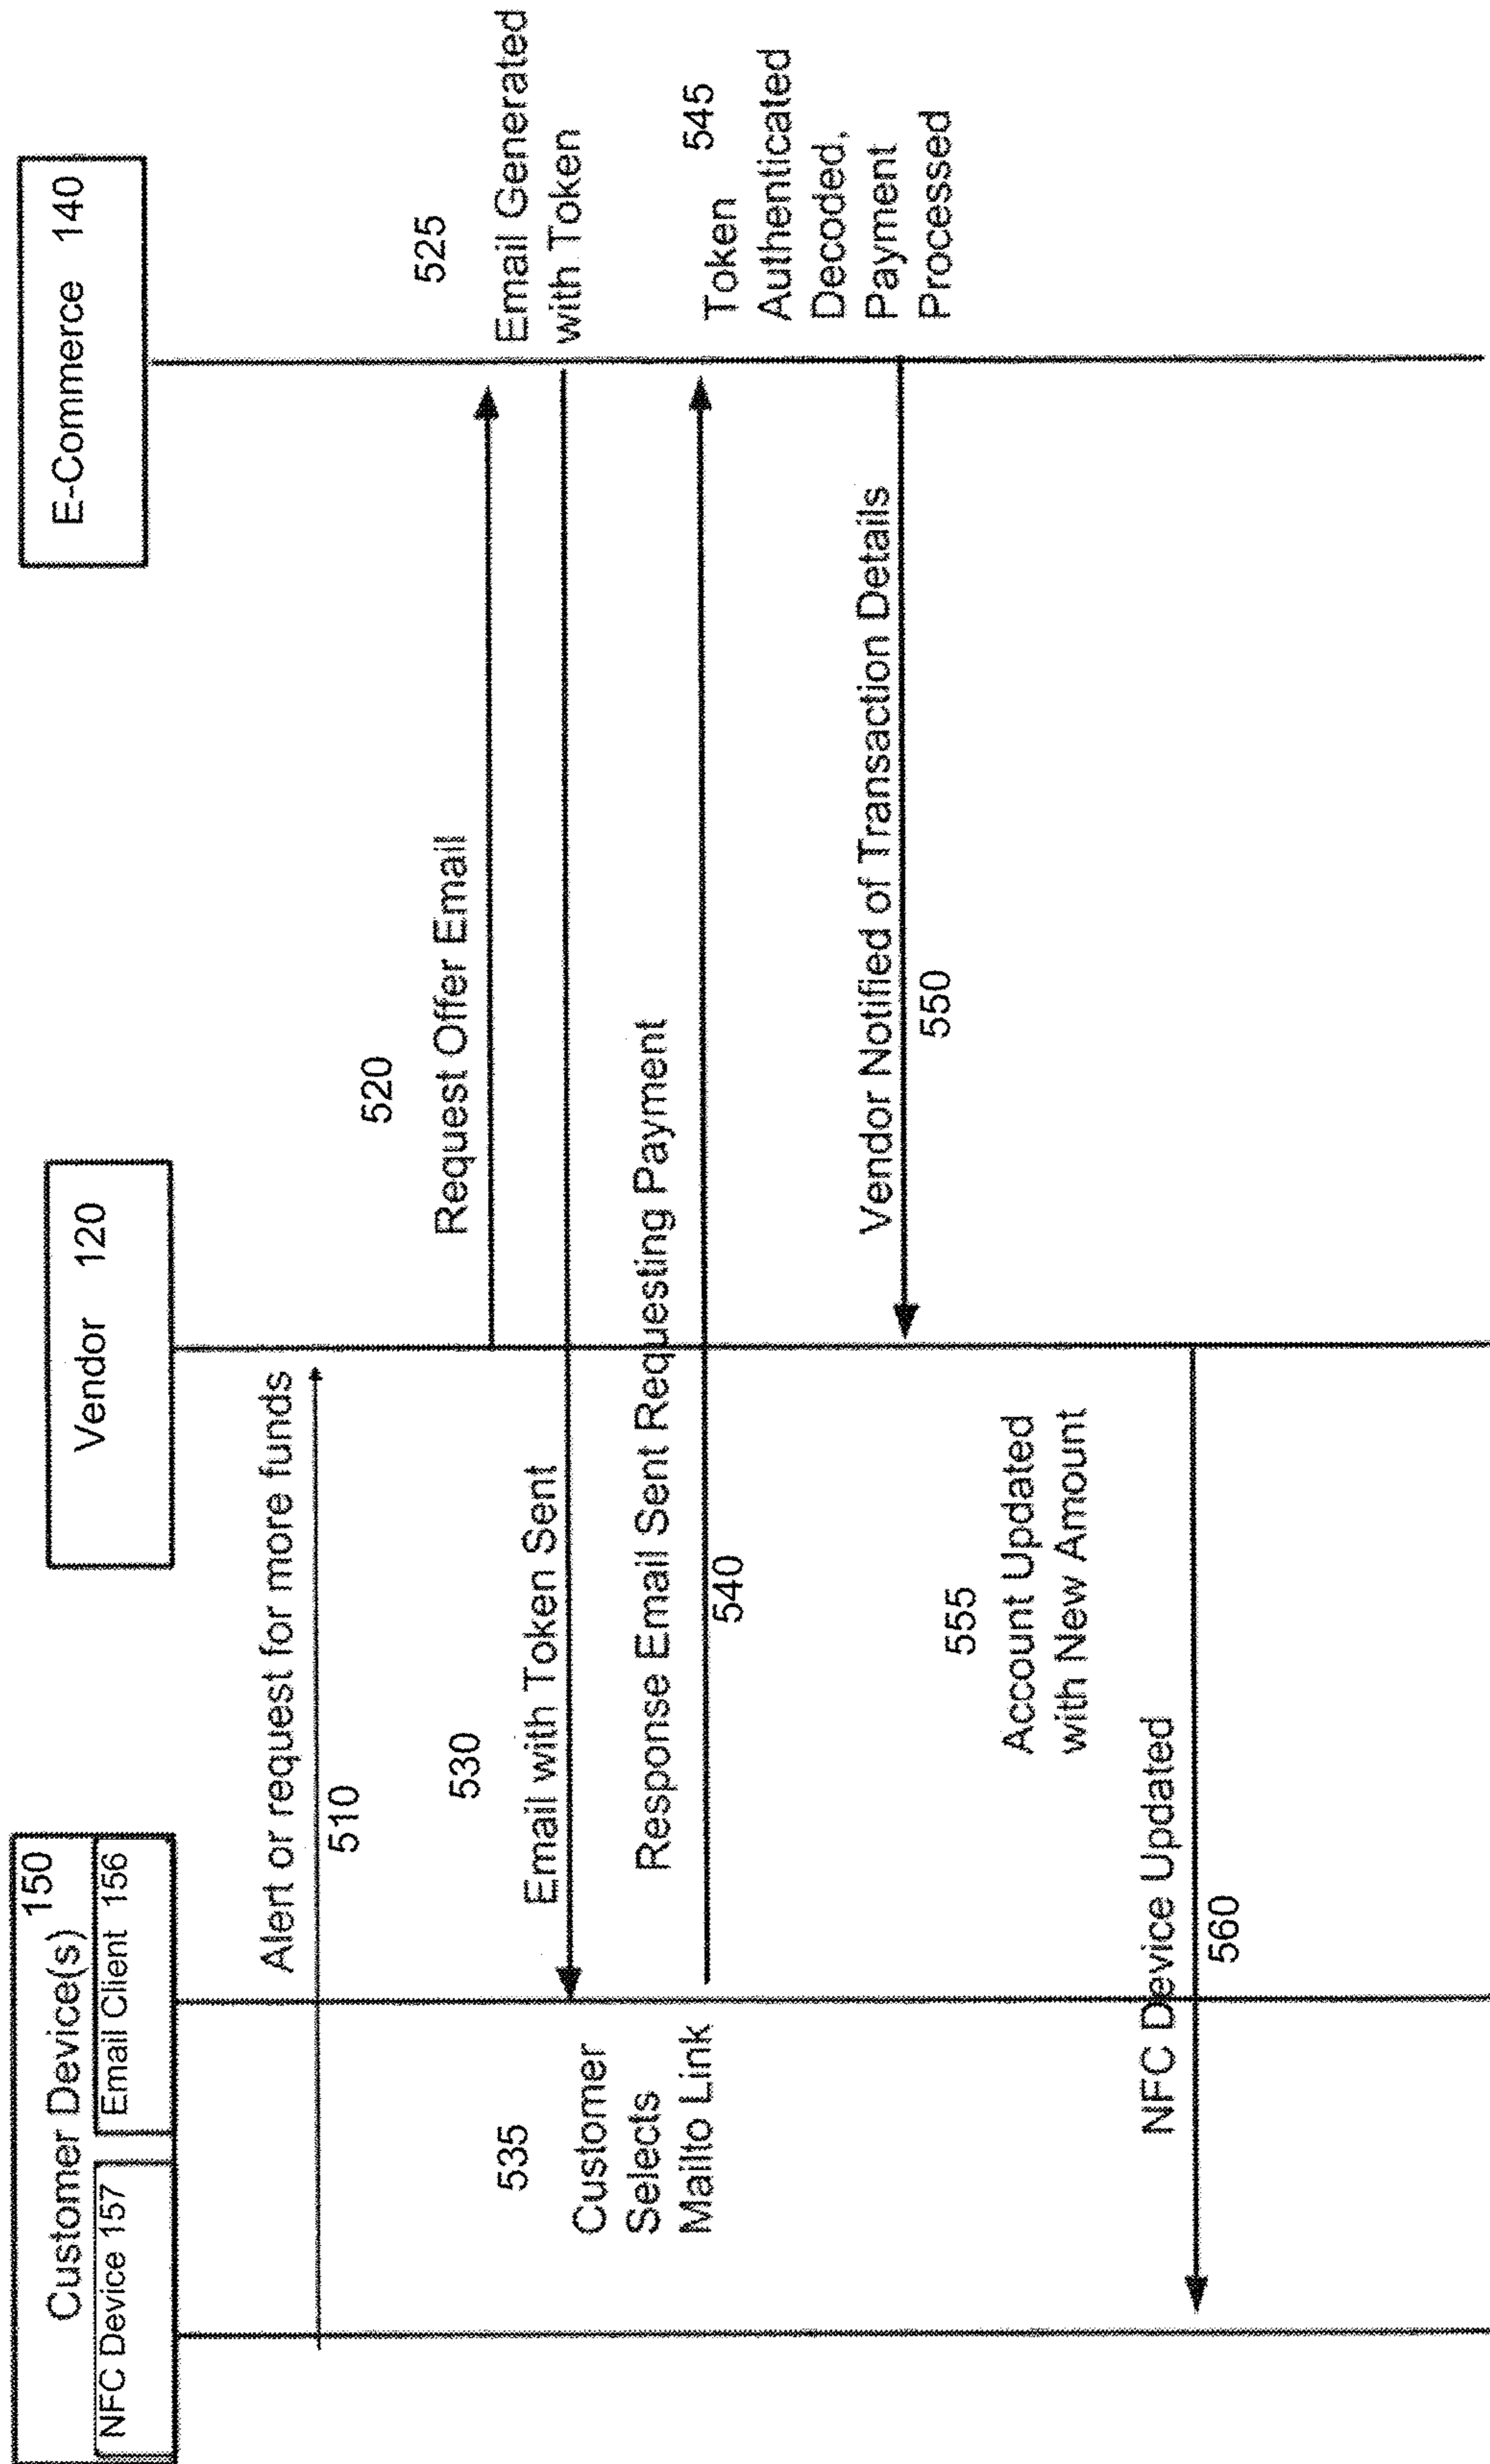 Customer Device(s) 150
NFC Device 157
Email Client 156
Vendor 120
E-Commerce 140
Alert or request for more funds
510
520
Request Offer Email
525
Email Generated
with Token
530
Email with Token Sent
535
Customer
Selects
Mailto Link
Response Email Sent Requesting Payment
540
545
Token
Authenticated
Decoded,
Payment
Processed
Vendor Notified of Transaction Details
550
555
Account Updated
with New Amount
NFC Device Updated
560